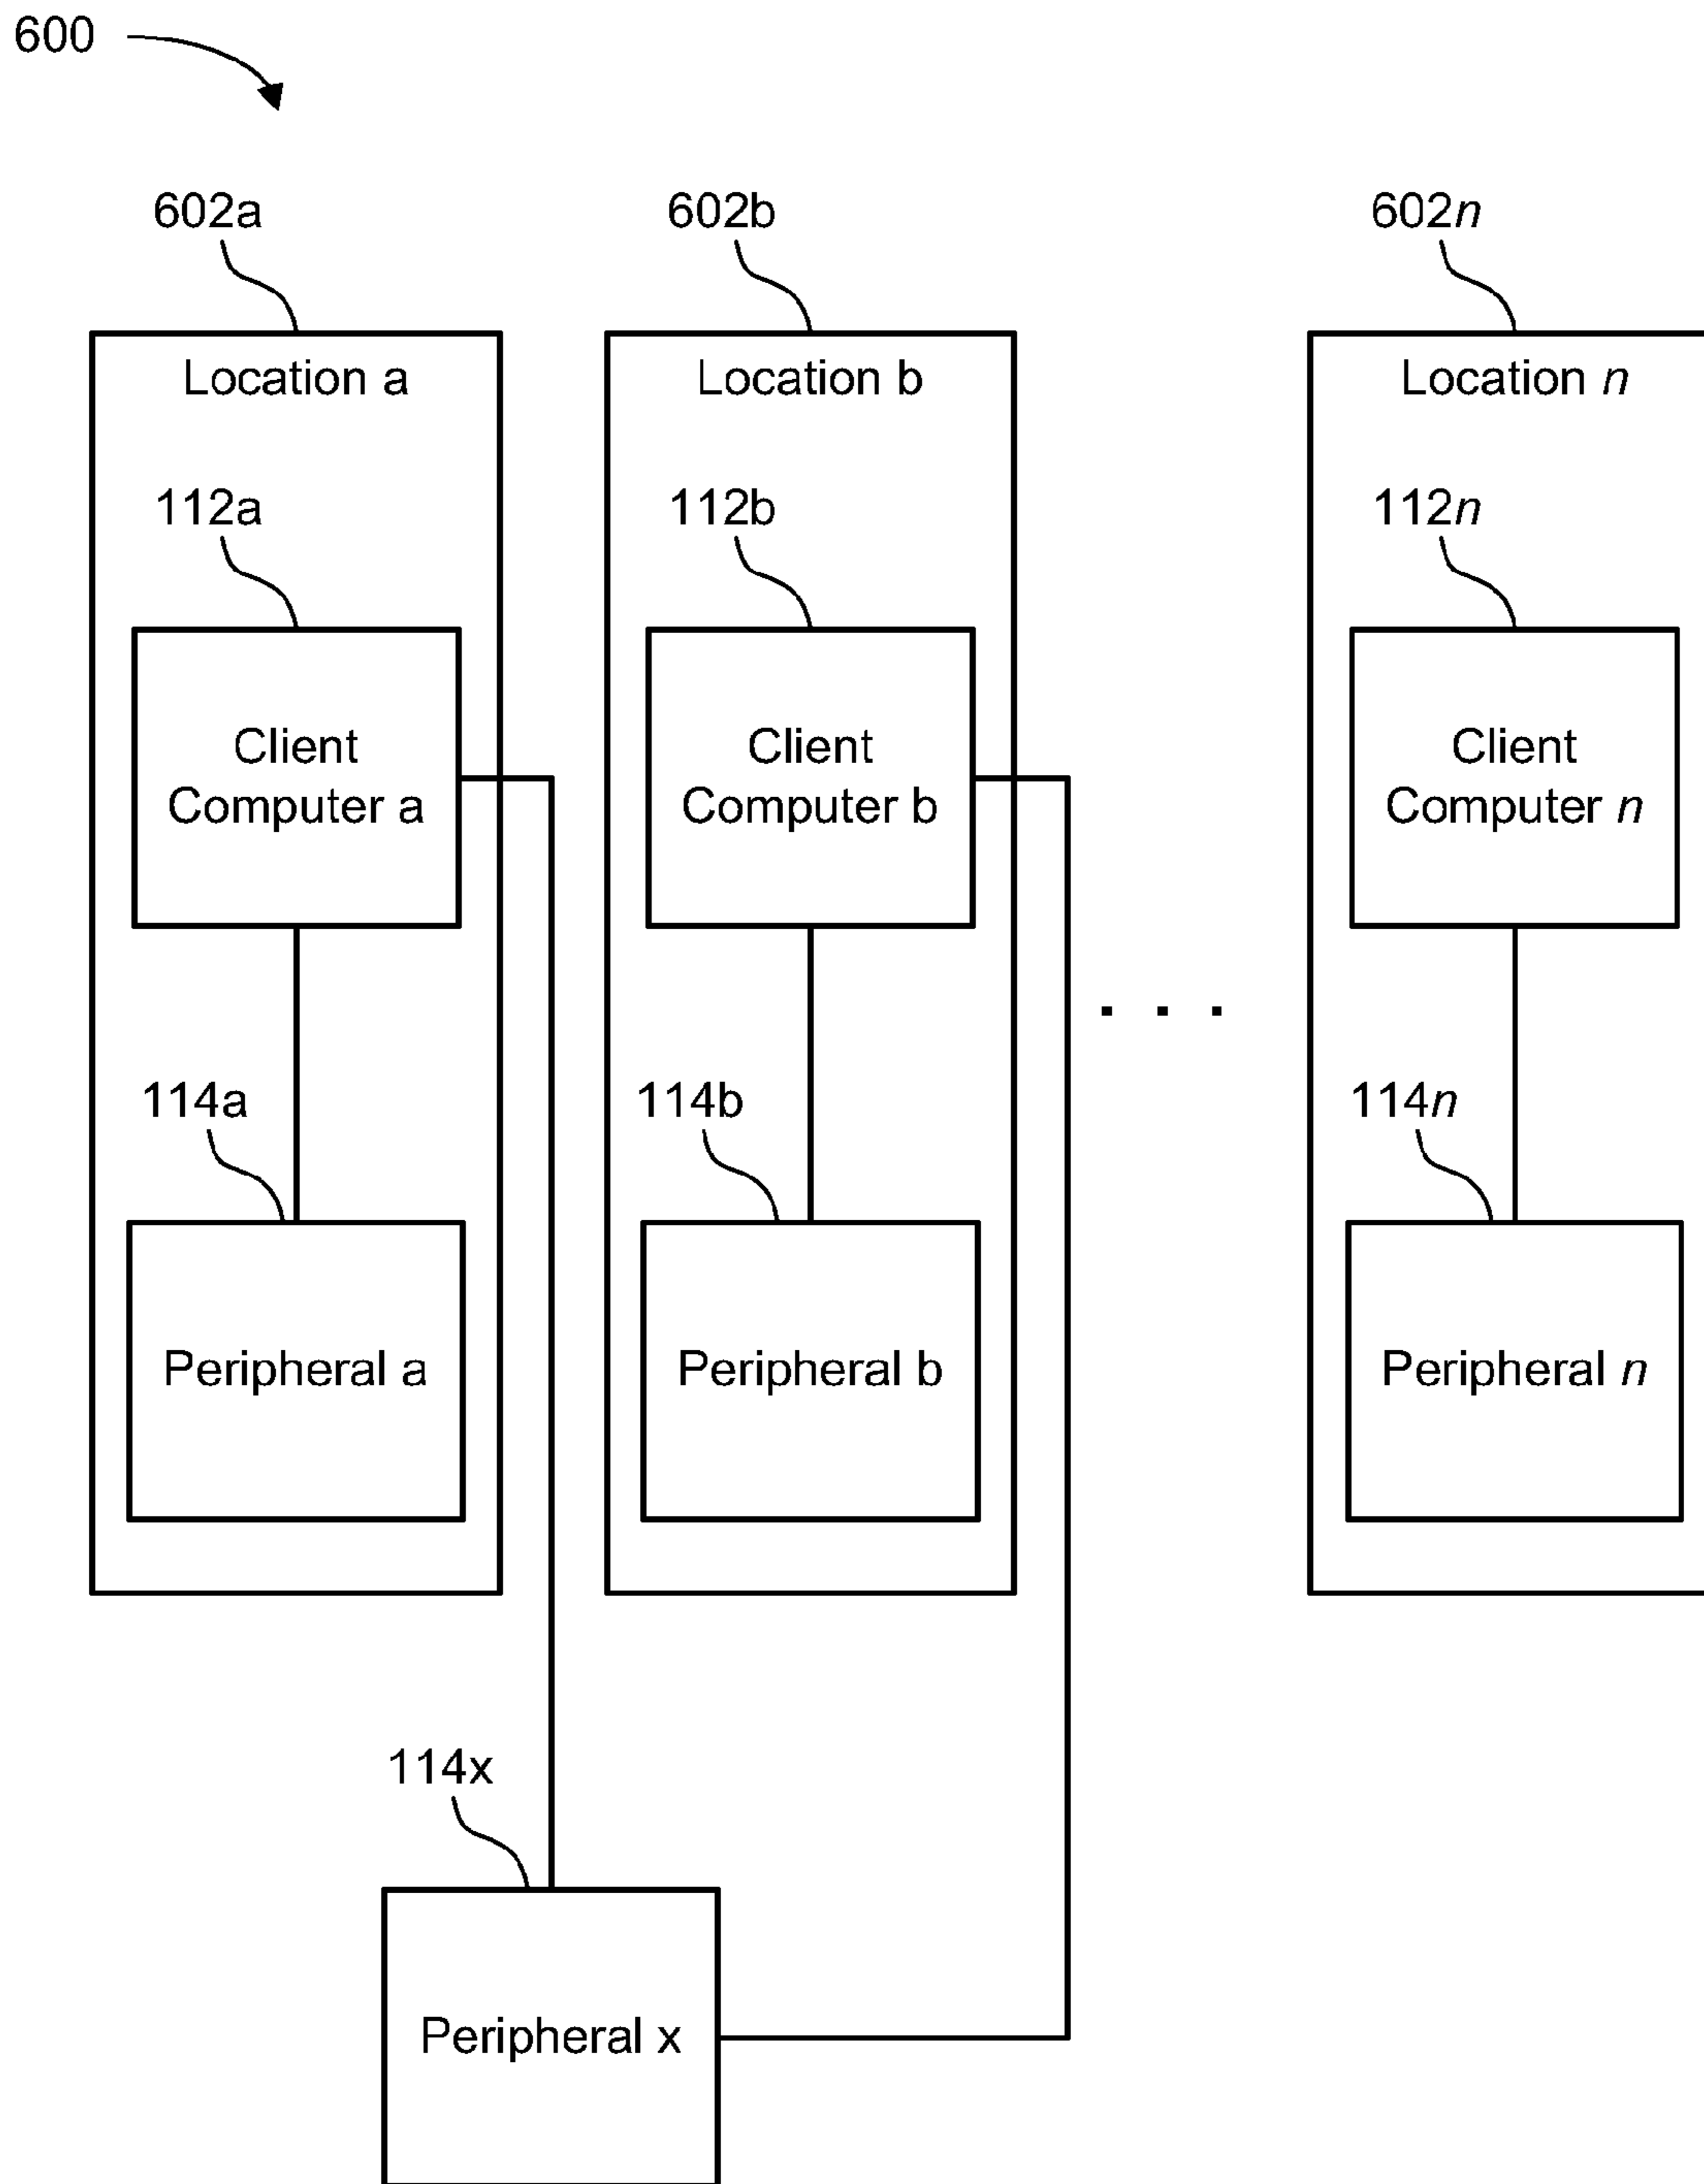 600
602a
602b
602n
Location a
Location b
Location n
112a
112b
112n
Client
Computer a
Client
Computer b
Client
Computer n
. . .
114a
114b
114n
Peripheral a
Peripheral b
Peripheral n
114x
Peripheral x